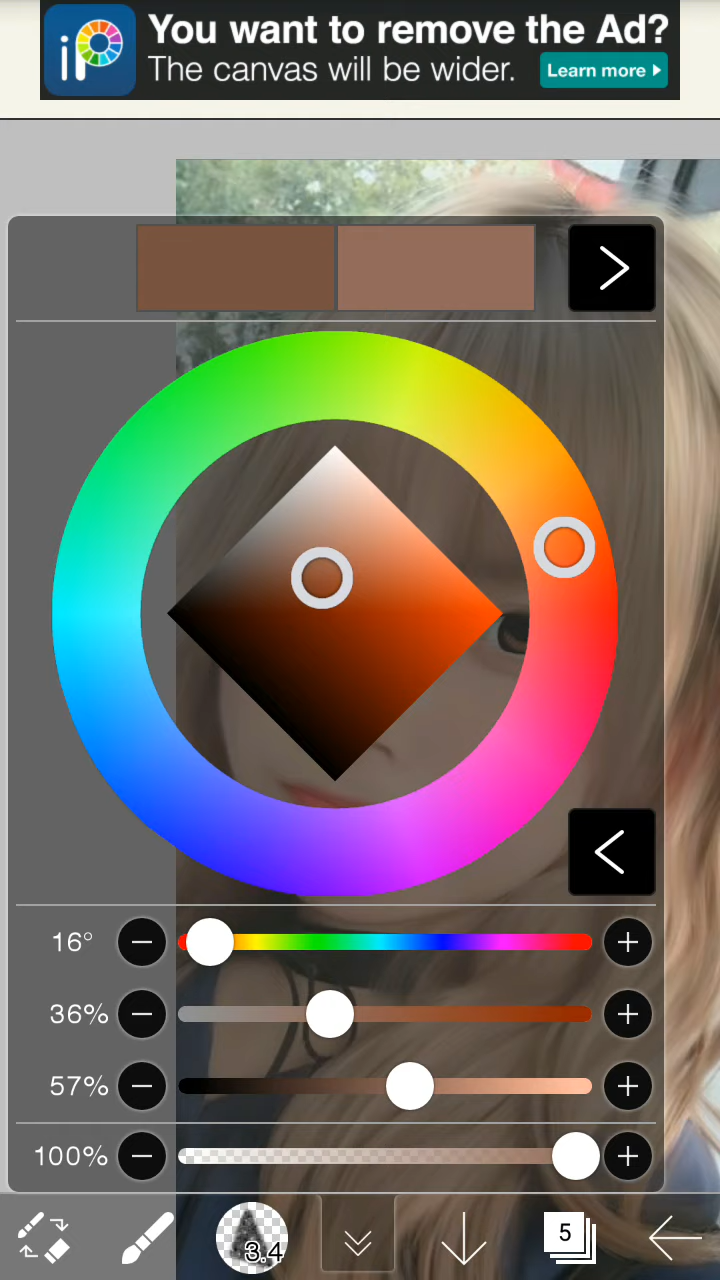 iP
You want to remove the Ad?
The canvas will be wider.
Learn more
16°
36%
57%
100%
3.4
5